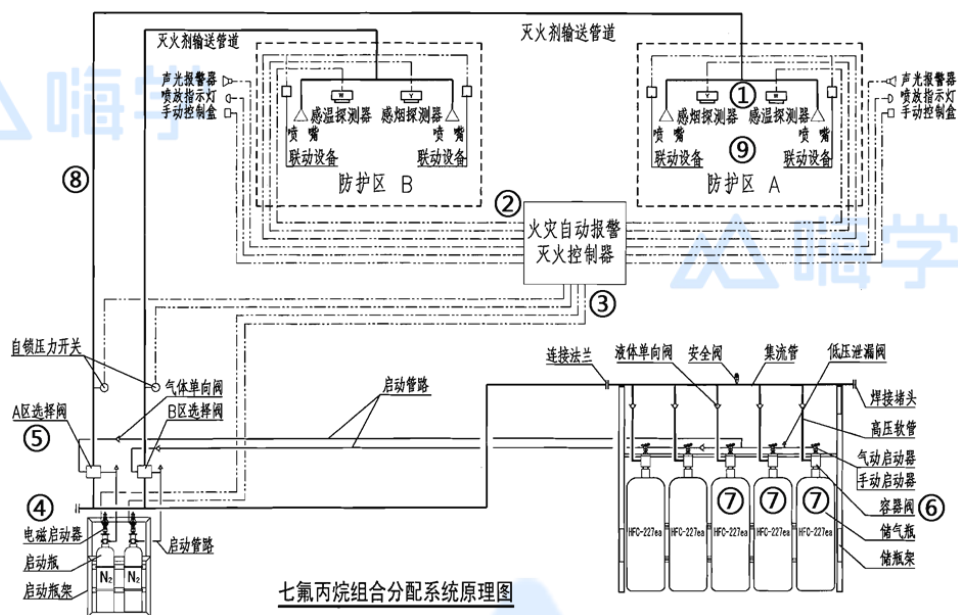 灭火剂输送管道
灭火剂输送管道
声光报警器
喷放指示灯
手动控制盒
感温探测器 感烟探测器
喷嘴 喷嘴
联动设备 联动设备
防护区 B
①
感烟探测器 感温探测器
喷嘴 喷嘴
⑨
联动设备 联动设备
防护区 A
声光报警器
喷放指示灯
手动控制盒
⑧
②
火灾自动报警
灭火控制器
③
嗨学
嗨学
自锁压力开关
气体单向阀
A区选择阀
B区选择阀
⑤
启动管路
连接法兰
液体单向阀
安全阀
集流管
低压泄漏阀
焊接堵头
高压软管
气动启动器
手动启动器
容器阀
⑥
储气瓶
储瓶架
④
电磁启动器
启动瓶
启动瓶架
启动管路
N₂ N₂
⑦ ⑦ ⑦
HFC-227ea HFC-227ea HFC-227ea HFC-227ea HFC-227ea
七氟丙烷组合分配系统原理图